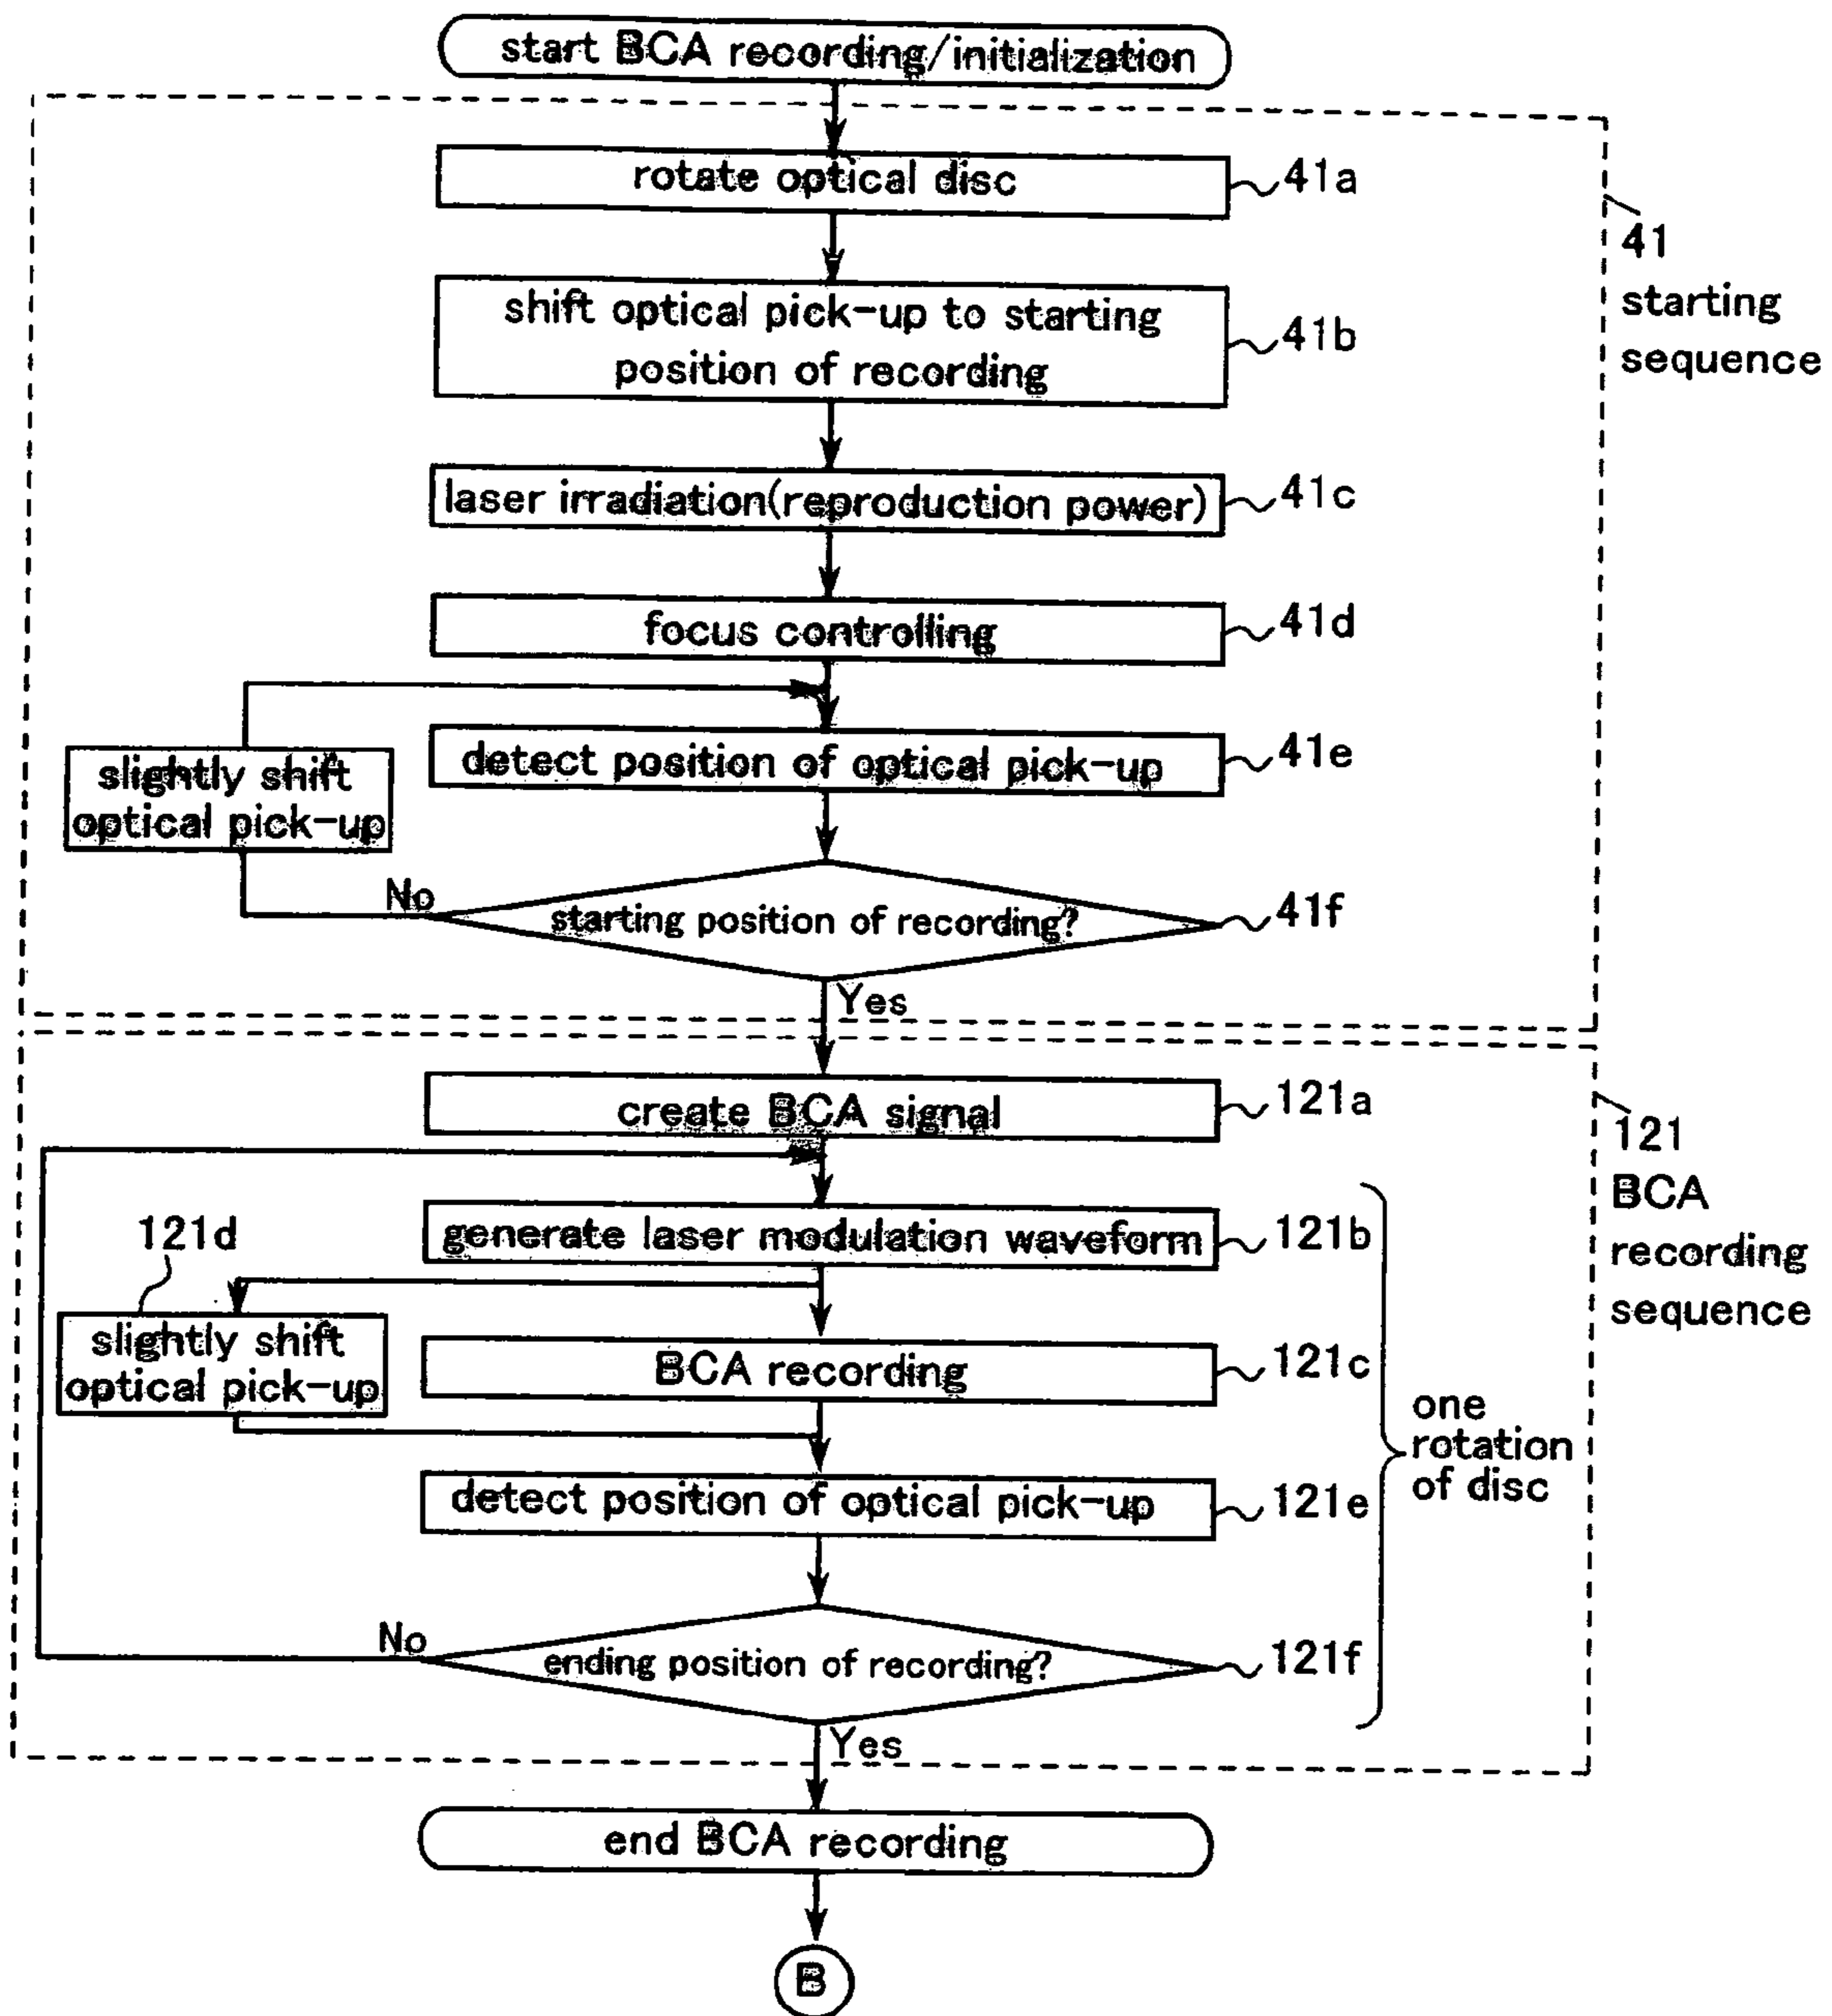 start BCA recording/initialization
rotate optical disc
41a
41
starting
sequence
shift optical pick-up to starting
position of recording
41b
laser irradiation(reproduction power)
41c
focus controlling
41d
detect position of optical pick-up
41e
slightly shift
optical pick-up
No
starting position of recording?
41f
Yes
create BCA signal
121a
121
BCA
recording
sequence
generate laser modulation waveform
121b
121d
slightly shift
optical pick-up
BCA recording
121c
one
rotation
of disc
detect position of optical pick-up
121e
No
ending position of recording?
121f
Yes
end BCA recording
B